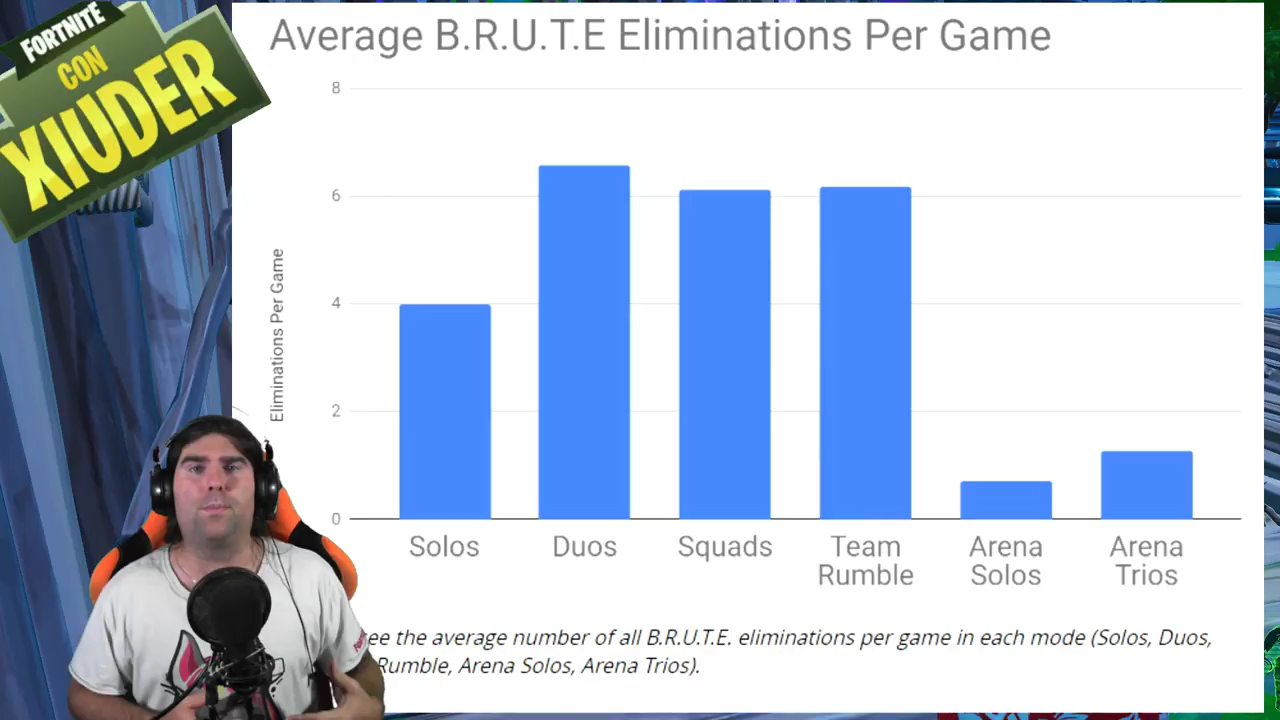 FORTNITE
CON
XIUDER
Average B.R.U.T.E Eliminations Per Game
8
6
4
2
0
Eliminations Per Game
Solos
Duos
Squads
Team
Rumble
Arena
Solos
Arena
Trios
see the average number of all B.R.U.T.E. eliminations per game in each mode (Solos, Duos,
Rumble, Arena Solos, Arena Trios).